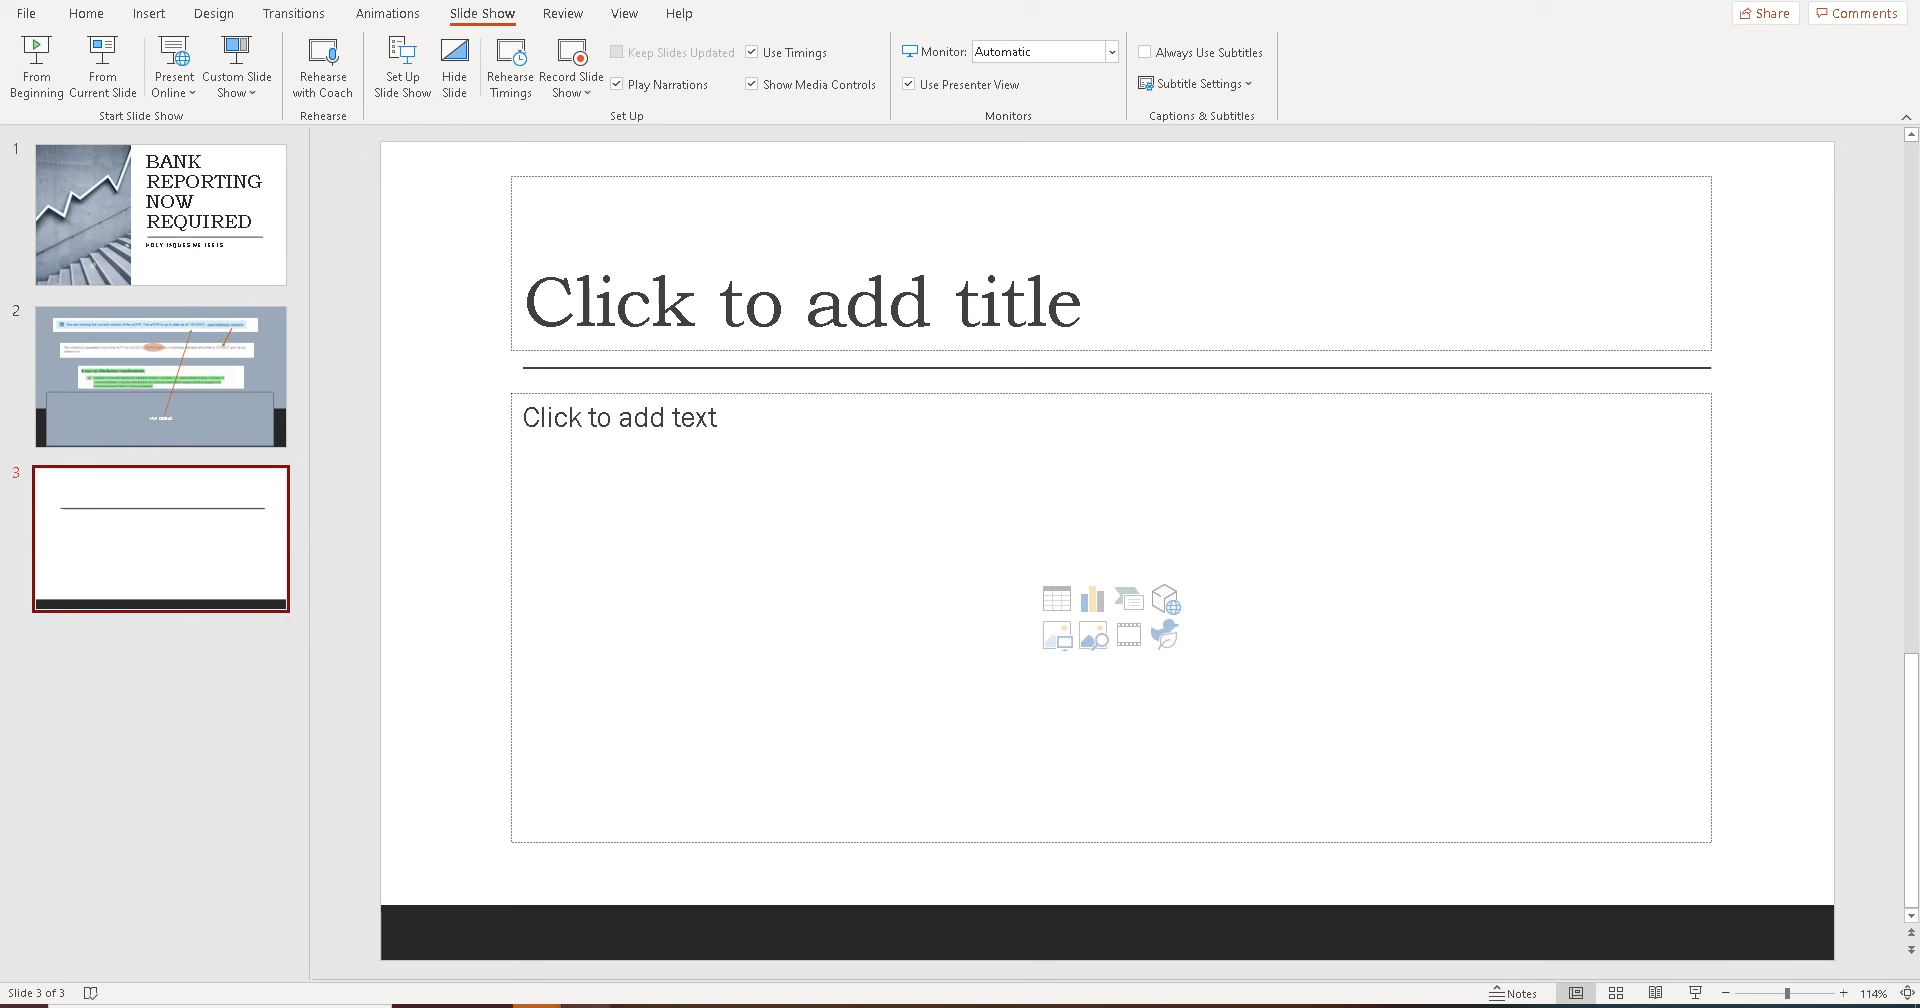 File Home Insert Design Transitions Animations Slide Show Review View Help Share Comments
From Beginning
From Current Slide
Present Online
Custom Slide Show
Start Slide Show
Rehearse with Coach
Rehearse
Set Up Slide Show
Hide Slide
Rehearse Timings
Record Slide Show
Keep Slides Updated
Use Timings
Play Narrations
Show Media Controls
Set Up
Monitor: Automatic
Use Presenter View
Monitors
Always Use Subtitles
Subtitle Settings
Captions & Subtitles
1
BANK
REPORTING
NOW
REQUIRED
2
3
Click to add title
Click to add text
Slide 3 of 3
Notes
114%